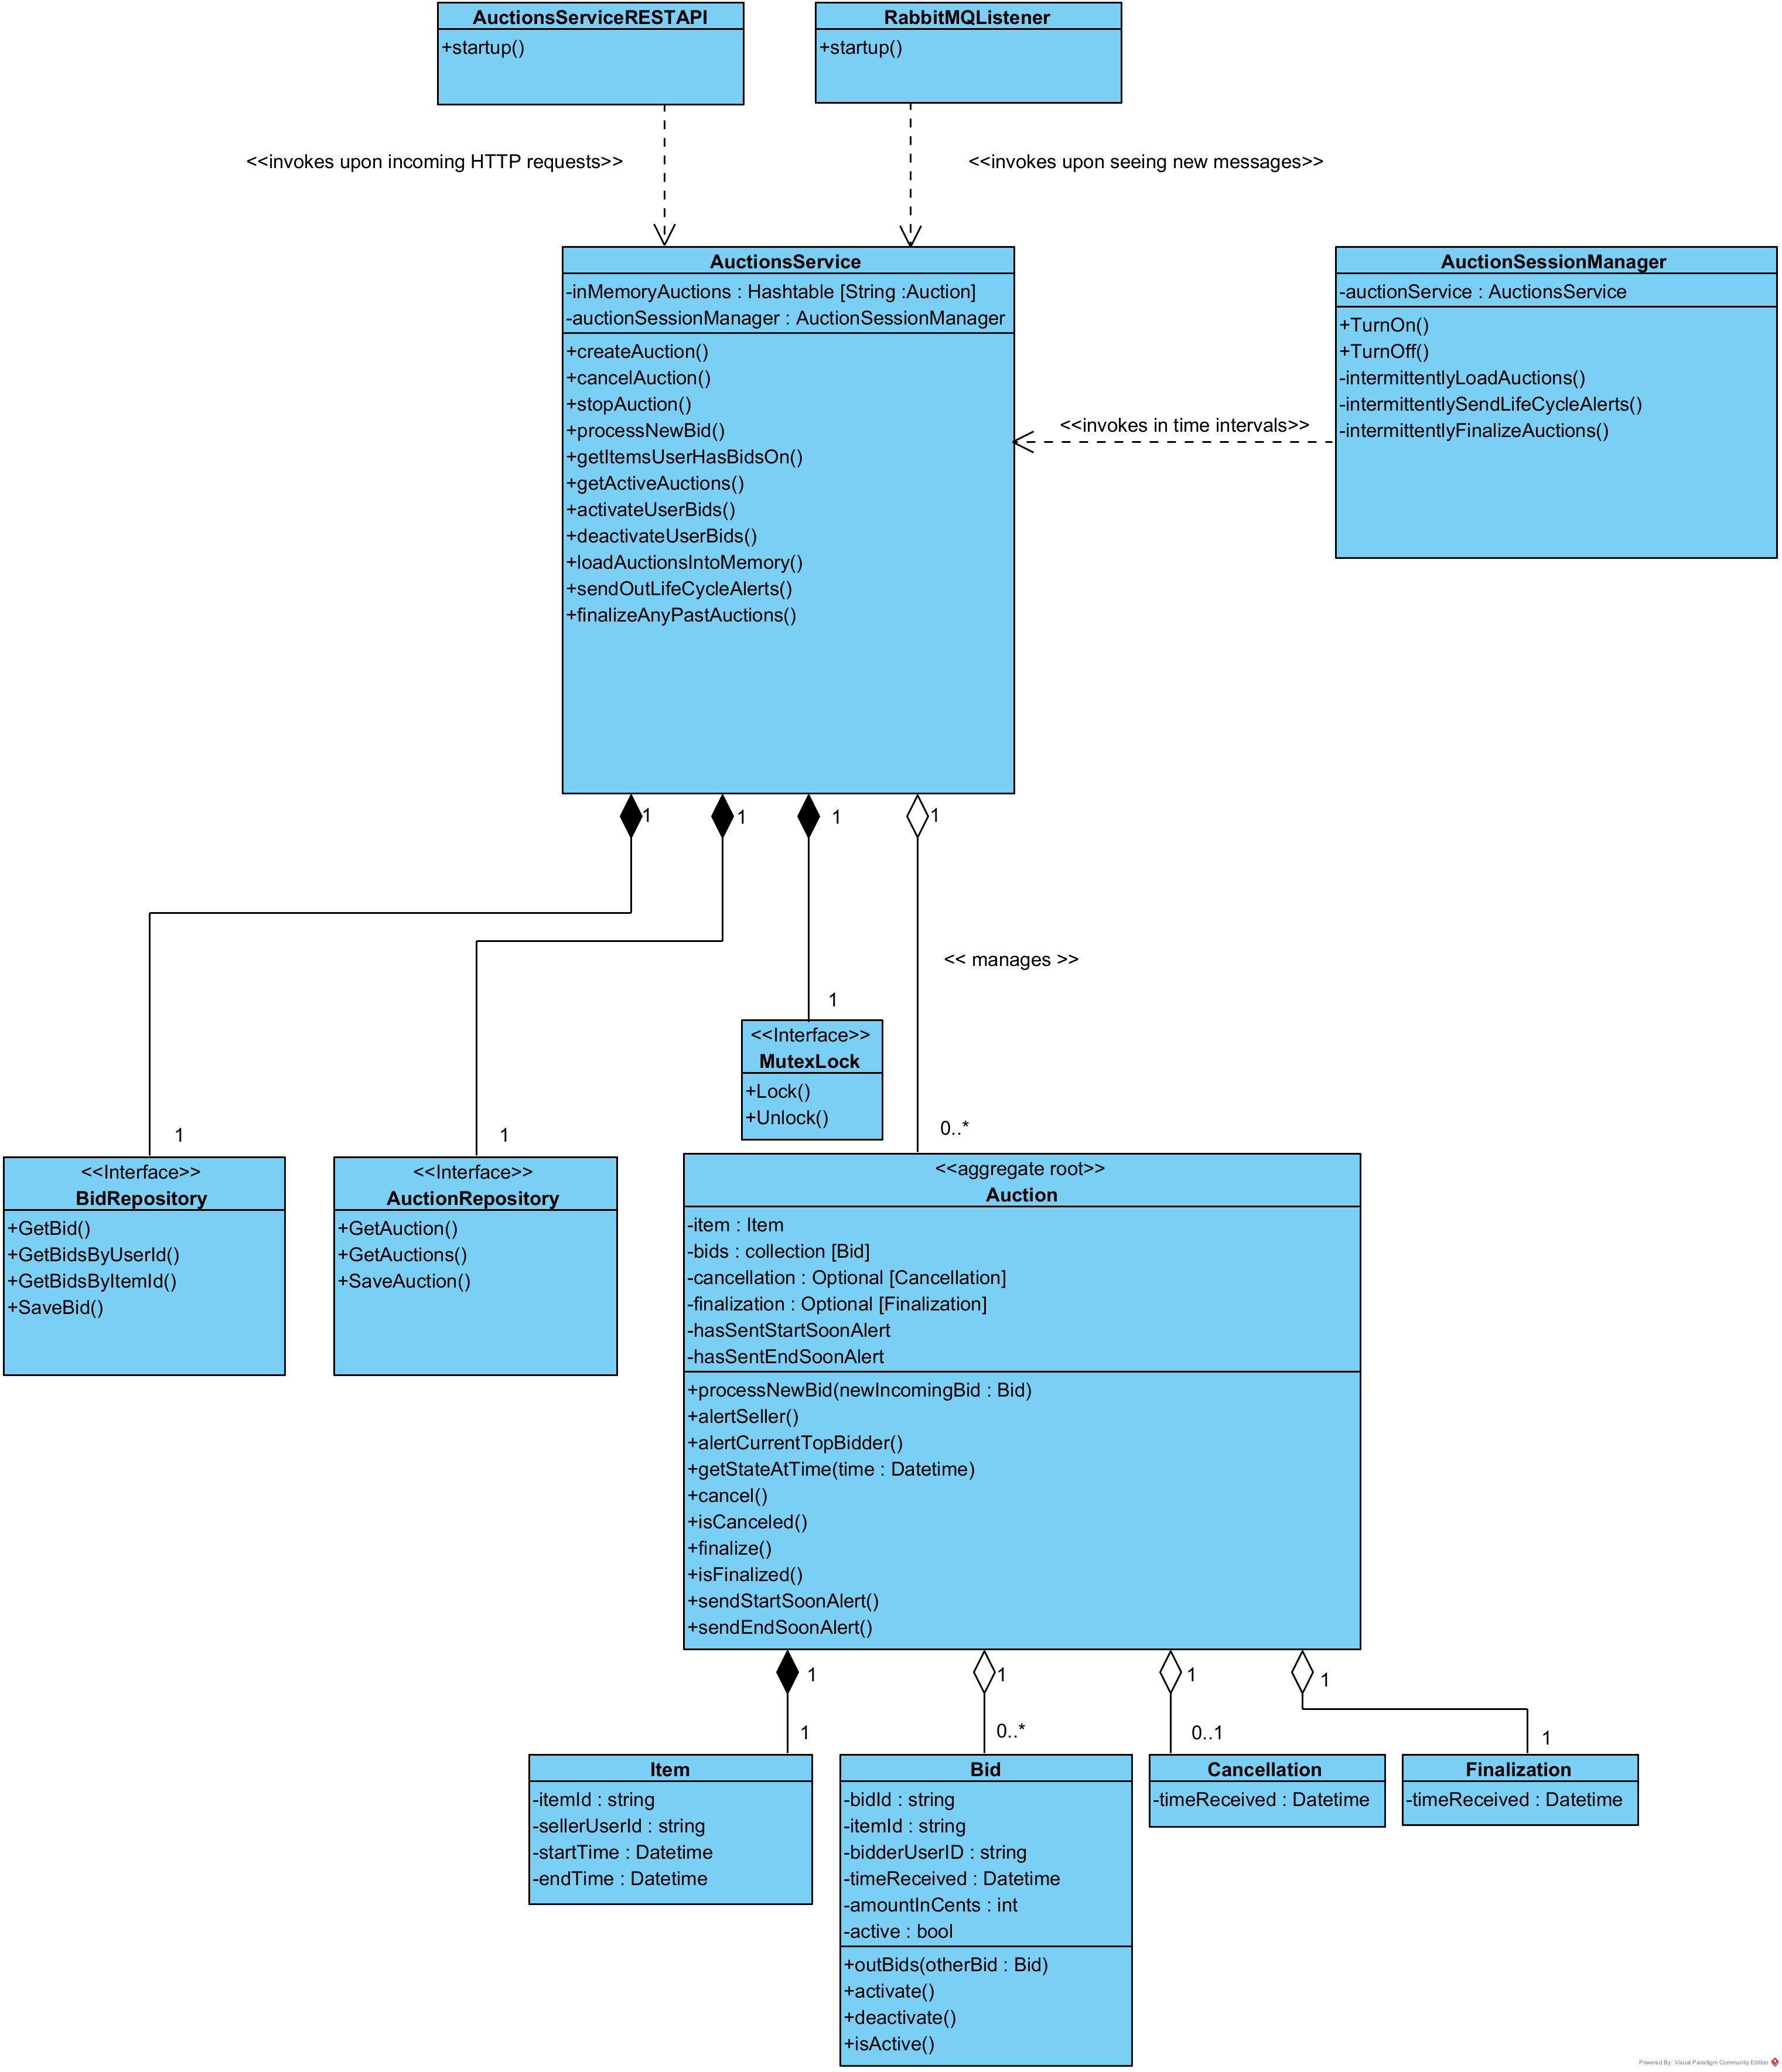 AuctionsServiceRESTAPI
+startup()
RabbitMQListener
+startup()
<<invokes upon incoming HTTP requests>>
<<invokes upon seeing new messages>>
AuctionsService
-inMemoryAuctions : Hashtable [String :Auction]
-auctionSessionManager : AuctionSessionManager
+createAuction()
+cancelAuction()
+stopAuction()
+processNewBid()
+getItemsUserHasBidsOn()
+getActiveAuctions()
+activateUserBids()
+deactivateUserBids()
+loadAuctionsIntoMemory()
+sendOutLifeCycleAlerts()
+finalizeAnyPastAuctions()
<<invokes in time intervals>>
AuctionSessionManager
-auctionService : AuctionsService
+TurnOn()
+TurnOff()
-intermittentlyLoadAuctions()
-intermittentlySendLifeCycleAlerts()
-intermittentlyFinalizeAuctions()
1
1
1
1
<< manages >>
1
1
1
0..*
<<Interface>>
MutexLock
+Lock()
+Unlock()
<<Interface>>
BidRepository
+GetBid()
+GetBidsByUserId()
+GetBidsByItemId()
+SaveBid()
<<Interface>>
AuctionRepository
+GetAuction()
+GetAuctions()
+SaveAuction()
<<aggregate root>>
Auction
-item : Item
-bids : collection [Bid]
-cancellation : Optional [Cancellation]
-finalization : Optional [Finalization]
-hasSentStartSoonAlert
-hasSentEndSoonAlert
+processNewBid(newIncomingBid : Bid)
+alertSeller()
+alertCurrentTopBidder()
+getStateAtTime(time : Datetime)
+cancel()
+isCanceled()
+finalize()
+isFinalized()
+sendStartSoonAlert()
+sendEndSoonAlert()
1
1
1
1
1
0..*
0..1
1
Item
-itemId : string
-sellerUserId : string
-startTime : Datetime
-endTime : Datetime
Bid
-bidId : string
-itemId : string
-bidderUserID : string
-timeReceived : Datetime
-amountInCents : int
-active : bool
+outBids(otherBid : Bid)
+activate()
+deactivate()
+isActive()
Cancellation
-timeReceived : Datetime
Finalization
-timeReceived : Datetime
Powered By: Visual Paradigm Community Edition